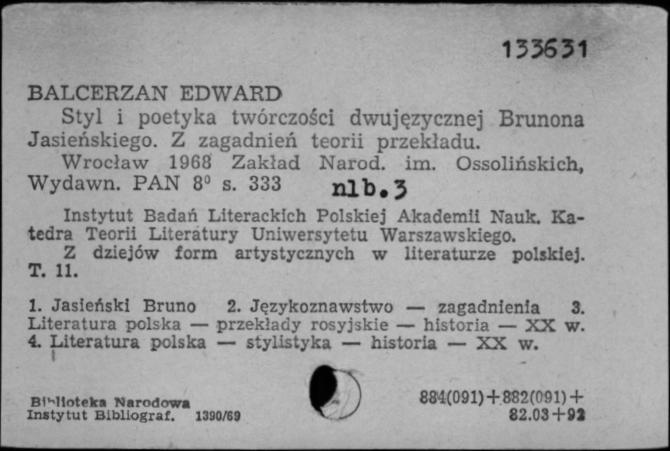 133631
BALCERZAN EDWARD
Styl i poetyka twórczości dwujęzycznej Brunona
Jasieńskiego. Z zagadnień teorii przekładu.
Wrocław 1968 Zakład Narod. im. Ossolińskich,
Wydawn. PAN 8⁰ s. 333 nlb.3
Instytut Badań Literackich Polskiej Akademii Nauk. Ka-
tedra Teorii Literatury Uniwersytetu Warszawskiego.
Z dziejów form artystycznych w literaturze polskiej.
T. 11.
1. Jasieński Bruno 2. Językoznawstwo — zagadnienia 3.
Literatura polska — przekłady rosyjskie — historia — XX w.
4. Literatura polska — stylistyka — historia — XX w.
Biblioteka Narodowa
Instytut Bibliograf. 1390/69
884(091)+882(091)+
82.03+92